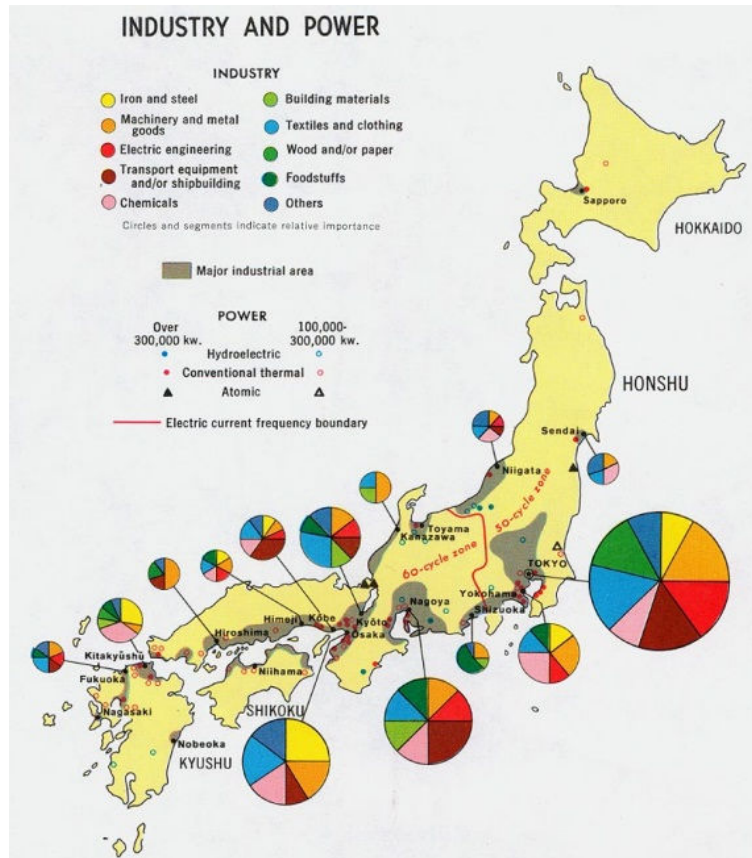 INDUSTRY AND POWER
INDUSTRY
Iron and steel
Machinery and metal
goods
Electric engineering
Transport equipment
and/or shipbuilding
Chemicals
Building materials
Textiles and clothing
Wood and/or paper
Foodstuffs
Others
Circles and segments indicate relative importance
Major industrial area
POWER
Over
300,000 kw.
100,000-
300,000 kw.
Hydroelectric
Conventional thermal
Atomic
Electric current frequency boundary
Sapporo
HOKKAIDO
HONSHU
Sendai
Niigata
50-cycle zone
Toyama
Kanazawa
60-cycle zone
TOKYO
Nagoya
Yokohama
Shizuoka
Kyōto
Kōbe
Osaka
Himeji
Hiroshima
Kitakyūshū
Niihama
Fukuoka
SHIKOKU
Nagasaki
Nobeoka
KYUSHU